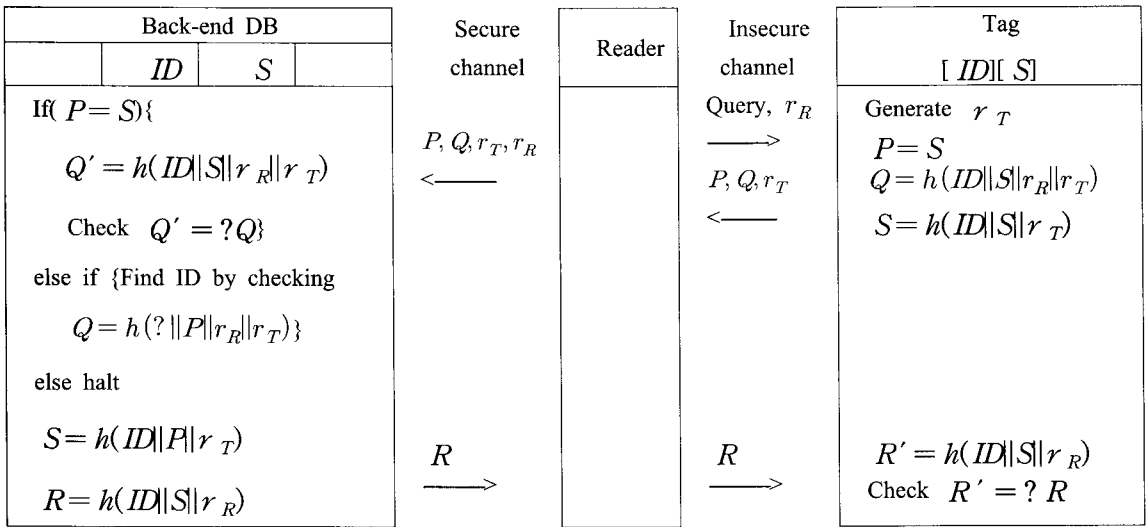 Back-end DB
ID S
If( P = S){
Q′ = h(ID||S||r_R||r_T)
Check Q′ = ?Q}
else if {Find ID by checking
Q = h(?||P||r_R||r_T)}
else halt
S = h(ID||P||r_T)
R = h(ID||S||r_R)
Secure
channel
P, Q, r_T, r_R
<——
R
——>
Reader
Insecure
channel
Query, r_R
——>
P, Q, r_T
<——
R
——>
Tag
[ ID][ S]
Generate r_T
P = S
Q = h(ID||S||r_R||r_T)
S = h(ID||S||r_T)
R′ = h(ID||S||r_R)
Check R′ = ? R